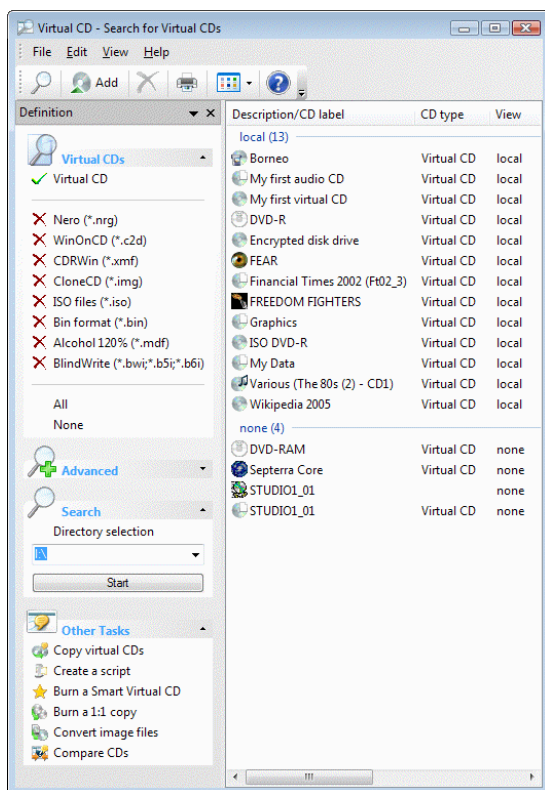 Virtual CD - Search for Virtual CDs
File Edit View Help
Add
Definition
Virtual CDs
Virtual CD
Nero (*.nrg)
WinOnCD (*.c2d)
CDRWin (*.xmf)
CloneCD (*.img)
ISO files (*.iso)
Bin format (*.bin)
Alcohol 120% (*.mdf)
BlindWrite (*.bwi;*.b5i;*.b6i)
All
None
Advanced
Search
Directory selection
Start
Other Tasks
Copy virtual CDs
Create a script
Burn a Smart Virtual CD
Burn a 1:1 copy
Convert image files
Compare CDs
Description/CD label CD type View
local (13)
Borneo Virtual CD local
My first audio CD Virtual CD local
My first virtual CD Virtual CD local
DVD-R Virtual CD local
Encrypted disk drive Virtual CD local
FEAR Virtual CD local
Financial Times 2002 (Ft02_3) Virtual CD local
FREEDOM FIGHTERS Virtual CD local
Graphics Virtual CD local
ISO DVD-R Virtual CD local
My Data Virtual CD local
Various (The 80s (2) - CD1) Virtual CD local
Wikipedia 2005 Virtual CD local
none (4)
DVD-RAM Virtual CD none
Septerra Core Virtual CD none
STUDIO1_01 none
STUDIO1_01 Virtual CD none